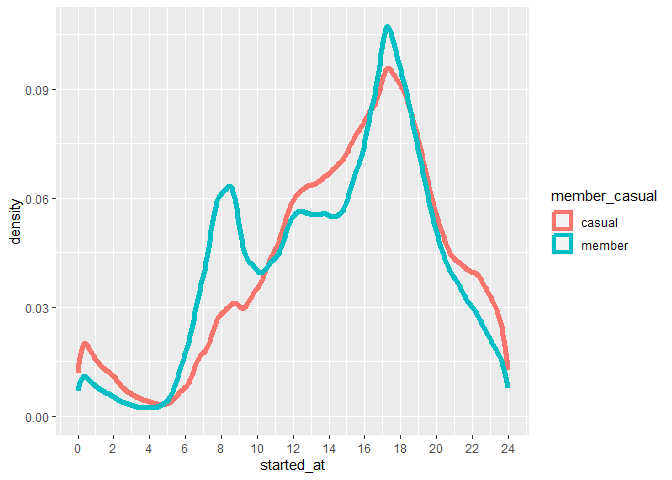 0.09
0.06
0.03
0.00
density
0 2 4 6 8 10 12 14 16 18 20 22 24
started_at
member_casual
casual
member